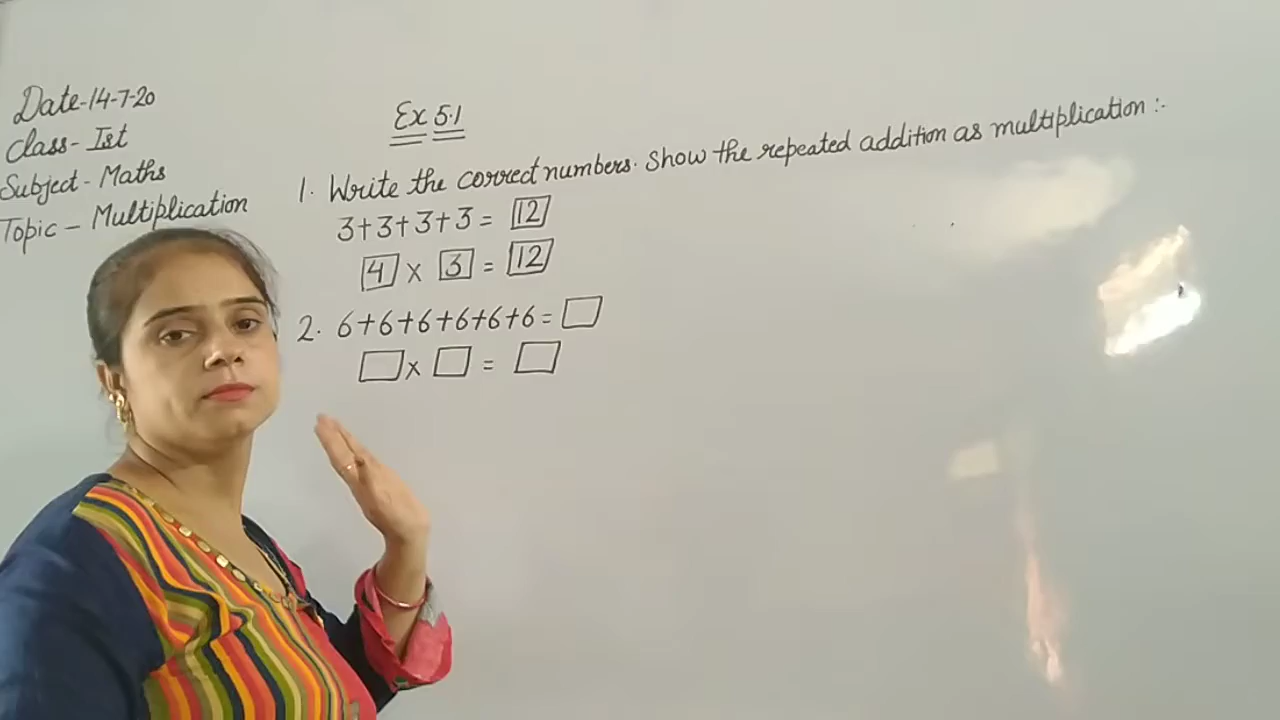 Date-14-7-20
Class- Ist
Subject - Maths
Topic - Multiplication
Ex 5.1
1. Write the correct numbers. Show the repeated addition as multiplication :-
3+3+3+3= 12
4 × 3 = 12
2. 6+6+6+6+6+6= □
□ × □ = □